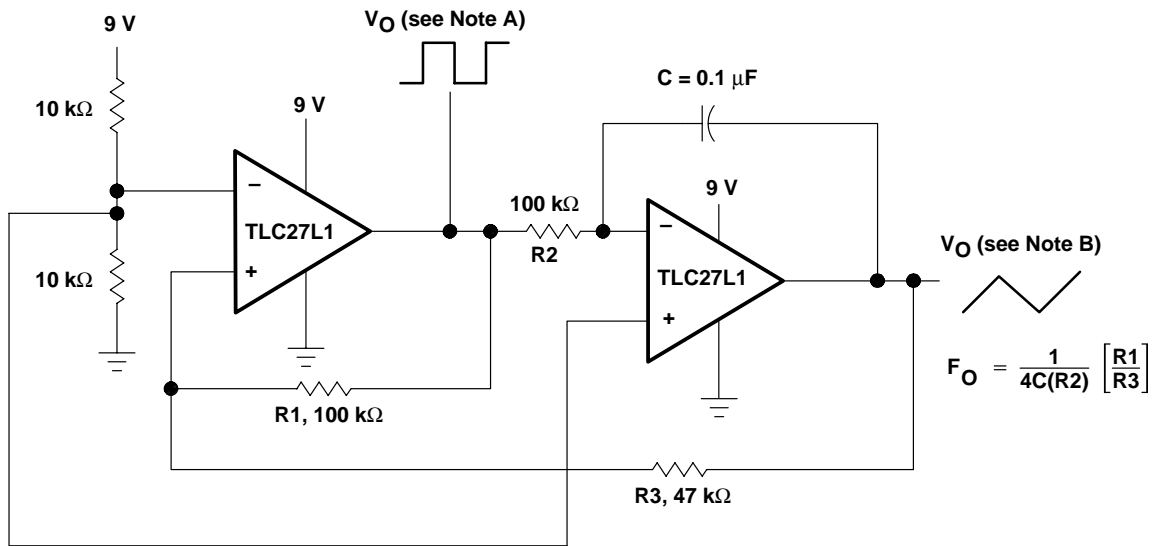 9 V
VO (see Note A)
10 kΩ
9 V
C = 0.1 µF
−
TLC27L1
+
10 kΩ
100 kΩ
R2
9 V
−
TLC27L1
+
VO (see Note B)
R1, 100 kΩ
FO = 1/4C(R2) [R1/R3]
R3, 47 kΩ